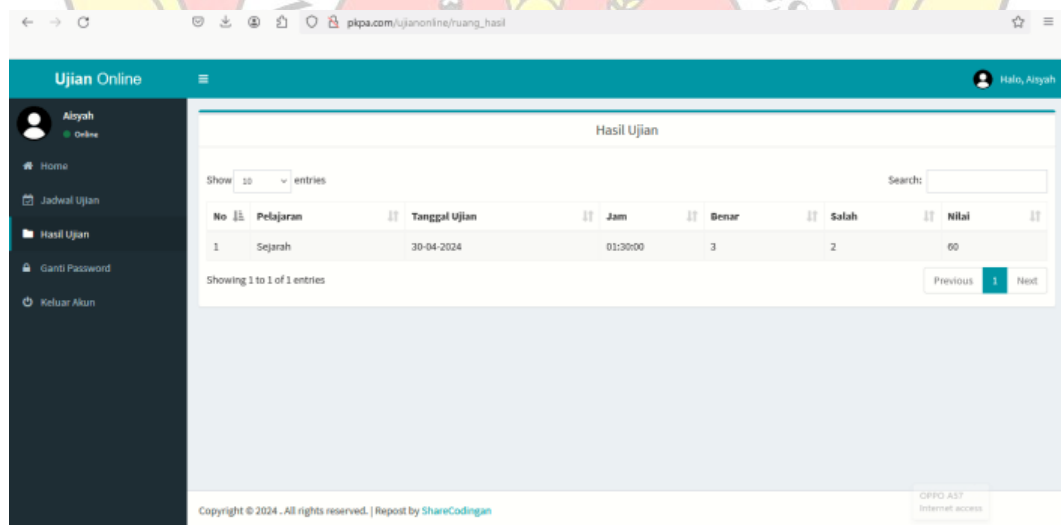 pkpa.com/ujianonline/ruang_hasil
Ujian Online
Halo, Aisyah
Aisyah
Online
Home
Jadwal Ujian
Hasil Ujian
Ganti Password
Keluar Akun
Hasil Ujian
Show 10 entries
Search:
No Pelajaran Tanggal Ujian Jam Benar Salah Nilai
1 Sejarah 30-04-2024 01:30:00 3 2 60
Showing 1 to 1 of 1 entries
Previous 1 Next
Copyright © 2024 . All rights reserved. | Repost by ShareCodingan
OPPO A57
Internet access